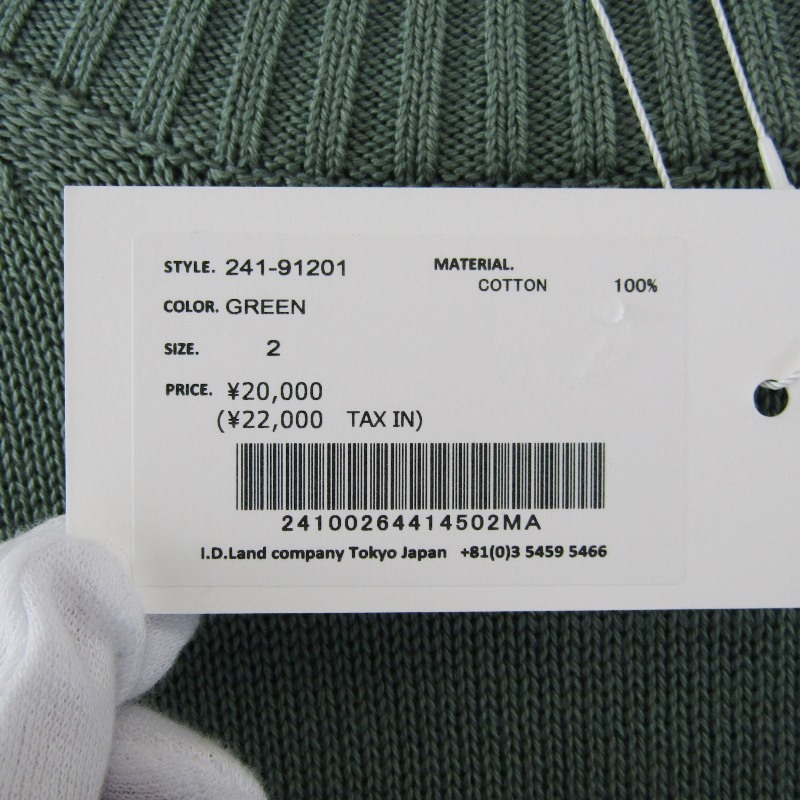 STYLE. 241-91201
MATERIAL.
COTTON 100%
COLOR. GREEN
SIZE. 2
PRICE. ¥20,000
(¥22,000 TAX IN)
24100264414502MA
I.D.Land company Tokyo Japan +81(0)3 5459 5466